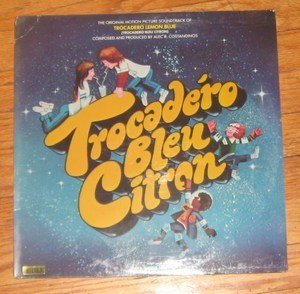 THE ORIGINAL MOTION PICTURE SOUNDTRACK OF
TROCADERO LEMON BLUE
(TROCADERO BLEU CITRON)
COMPOSED AND PRODUCED BY ALEC R. COSTANDINOS
Trocadéro
Bleu
Citron